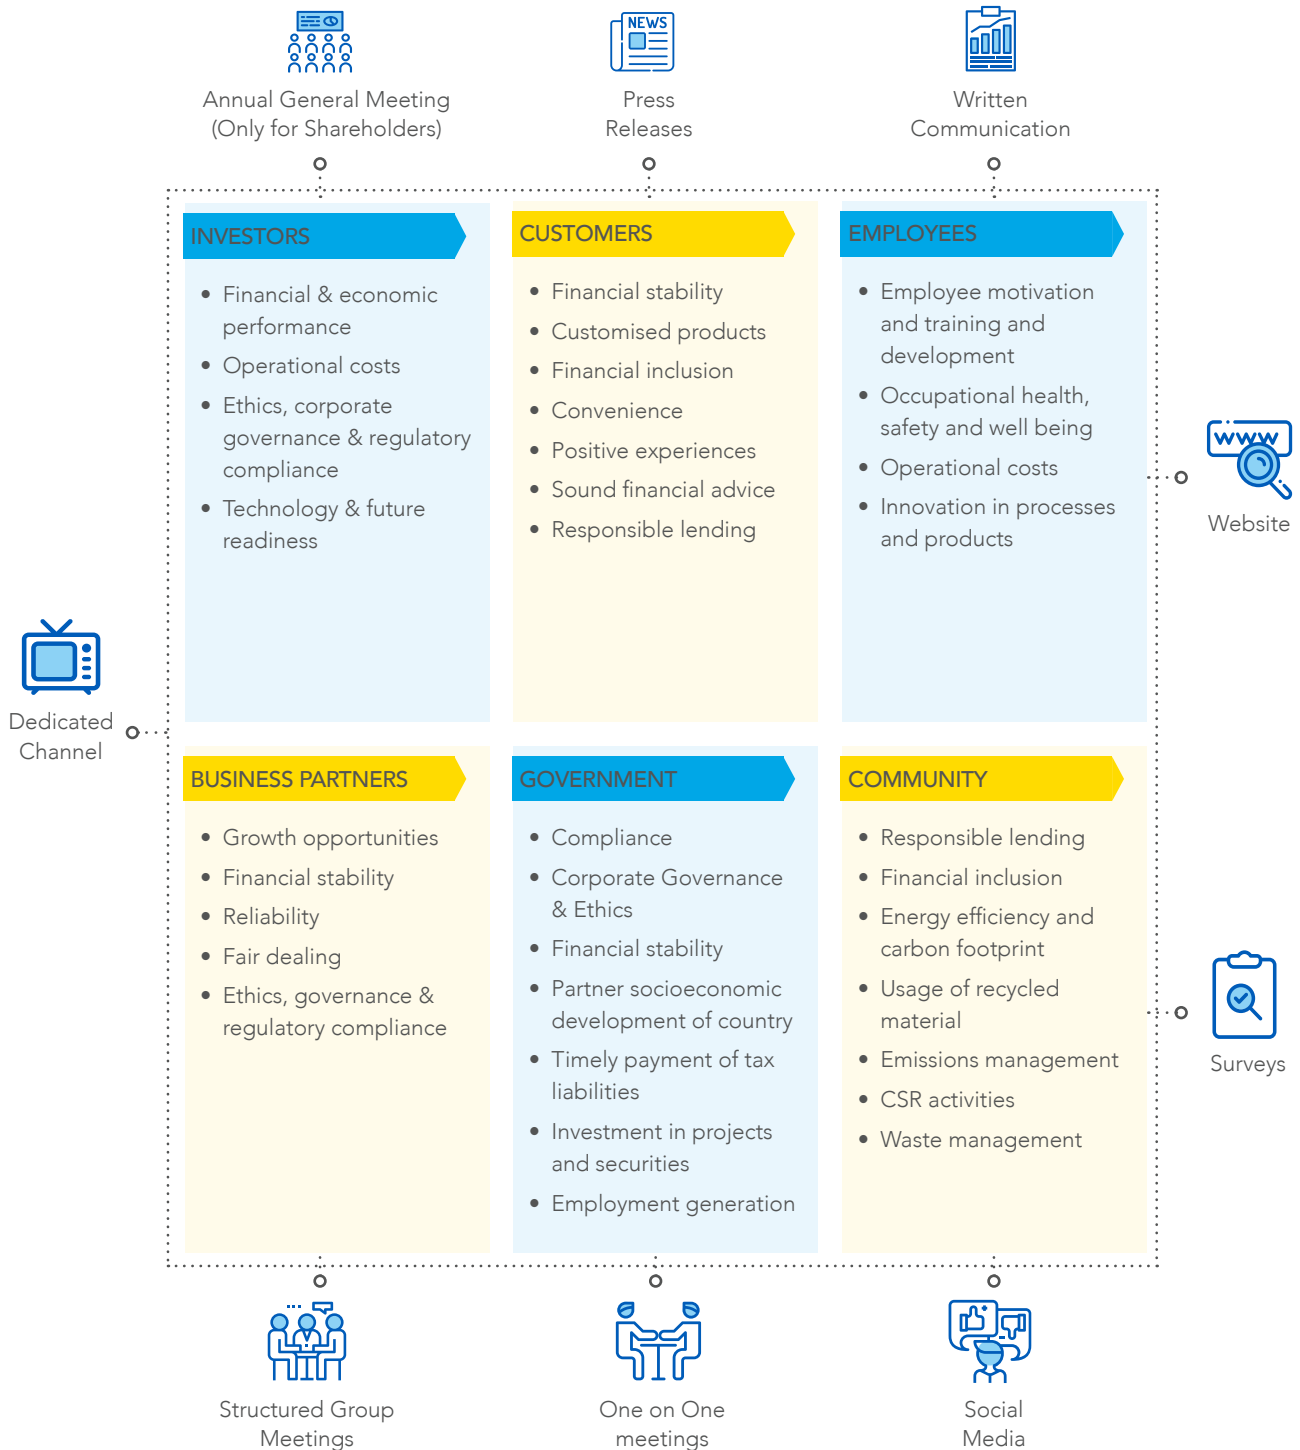 NEWS
Annual General Meeting
(Only for Shareholders)
Press
Releases
Written
Communication
INVESTORS
• Financial & economic
performance
• Operational costs
• Ethics, corporate
governance & regulatory
compliance
• Technology & future
readiness
CUSTOMERS
• Financial stability
• Customised products
• Financial inclusion
• Convenience
• Positive experiences
• Sound financial advice
• Responsible lending
EMPLOYEES
• Employee motivation
and training and
development
• Occupational health,
safety and well being
• Operational costs
• Innovation in processes
and products
WWW
Website
Dedicated
Channel
BUSINESS PARTNERS
• Growth opportunities
• Financial stability
• Reliability
• Fair dealing
• Ethics, governance &
regulatory compliance
GOVERNMENT
• Compliance
• Corporate Governance
& Ethics
• Financial stability
• Partner socioeconomic
development of country
• Timely payment of tax
liabilities
• Investment in projects
and securities
• Employment generation
COMMUNITY
• Responsible lending
• Financial inclusion
• Energy efficiency and
carbon footprint
• Usage of recycled
material
• Emissions management
• CSR activities
• Waste management
Surveys
Structured Group
Meetings
One on One
meetings
Social
Media